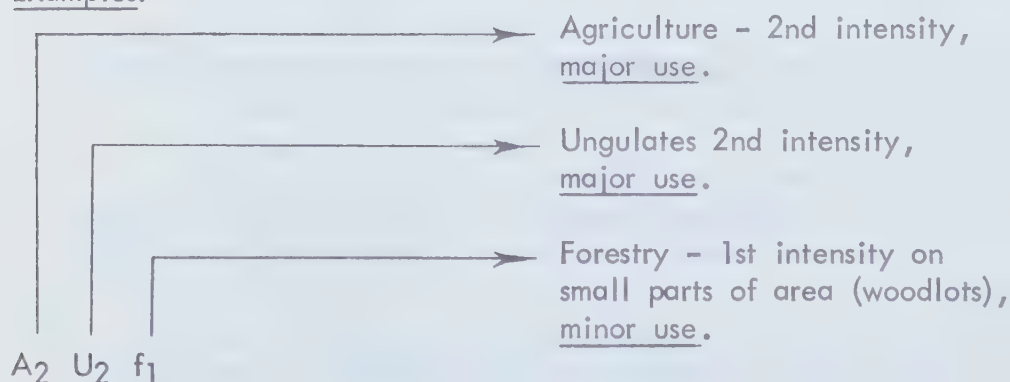 Examples:
Agriculture - 2nd intensity,
major use.
Ungulates 2nd intensity,
major use.
Forestry - 1st intensity on
small parts of area (woodlots),
minor use.
A2 U2 f1